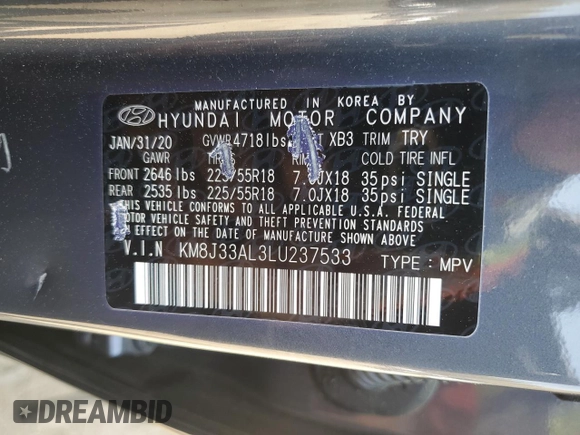 MANUFACTURED IN KOREA BY
HYUNDAI MOTOR COMPANY
JAN/31/20 GVWR4718lbs XB3 TRIM TRY
GAWR COLD TIRE INFL
FRONT 2646lbs 225/55R18 7.0JX18 35psi SINGLE
REAR 2535lbs 225/55R18 7.0JX18 35psi SINGLE
THIS VEHICLE CONFORMS TO ALL APPLICABLE U.S.A. FEDERAL
MOTOR VEHICLE SAFETY AND THEFT PREVENTION STANDARDS
IN EFFECT ON THE DATE OF MANUFACTURE SHOWN ABOVE.
V.I.N KM8J33AL3LU237533 TYPE : MPV
DREAMBID